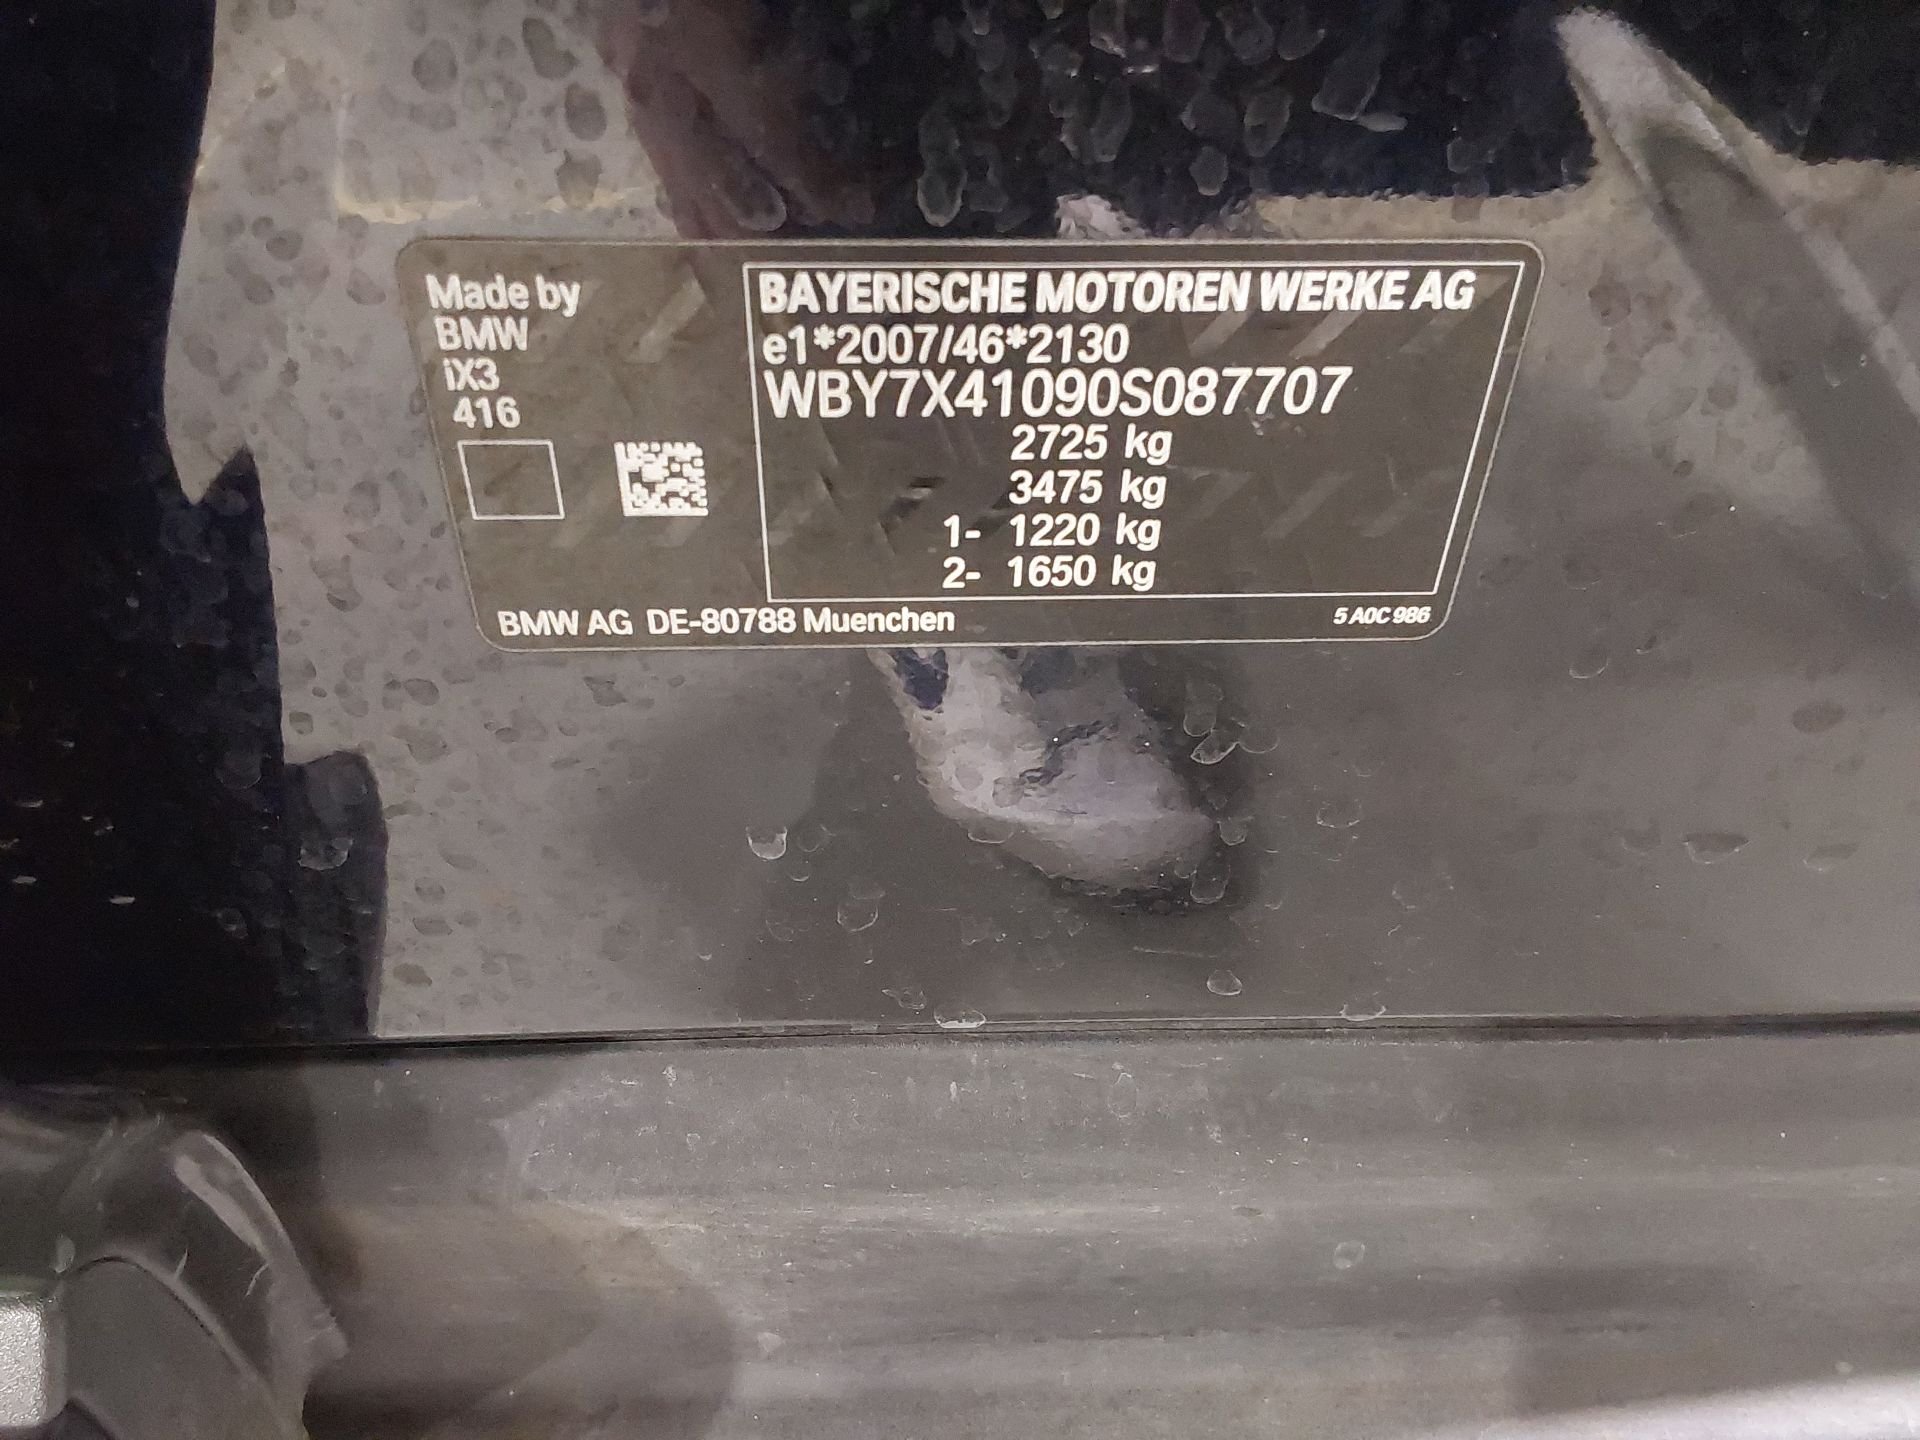 Made by
BMW
iX3
416
BAYERISCHE MOTOREN WERKE AG
e1*2007/46*2130
WBY7X41090S087707
2725 kg
3475 kg
1- 1220 kg
2- 1650 kg
BMW AG DE-80788 Muenchen
5 A0C 986